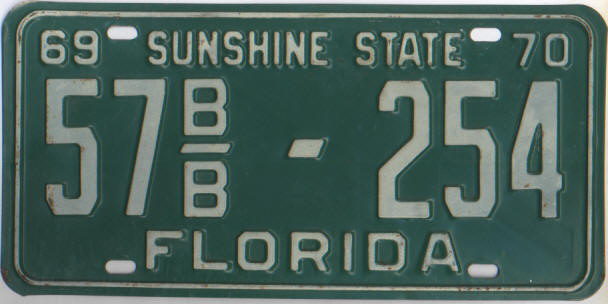 69 SUNSHINE STATE 70
57 B/B - 254
FLORIDA